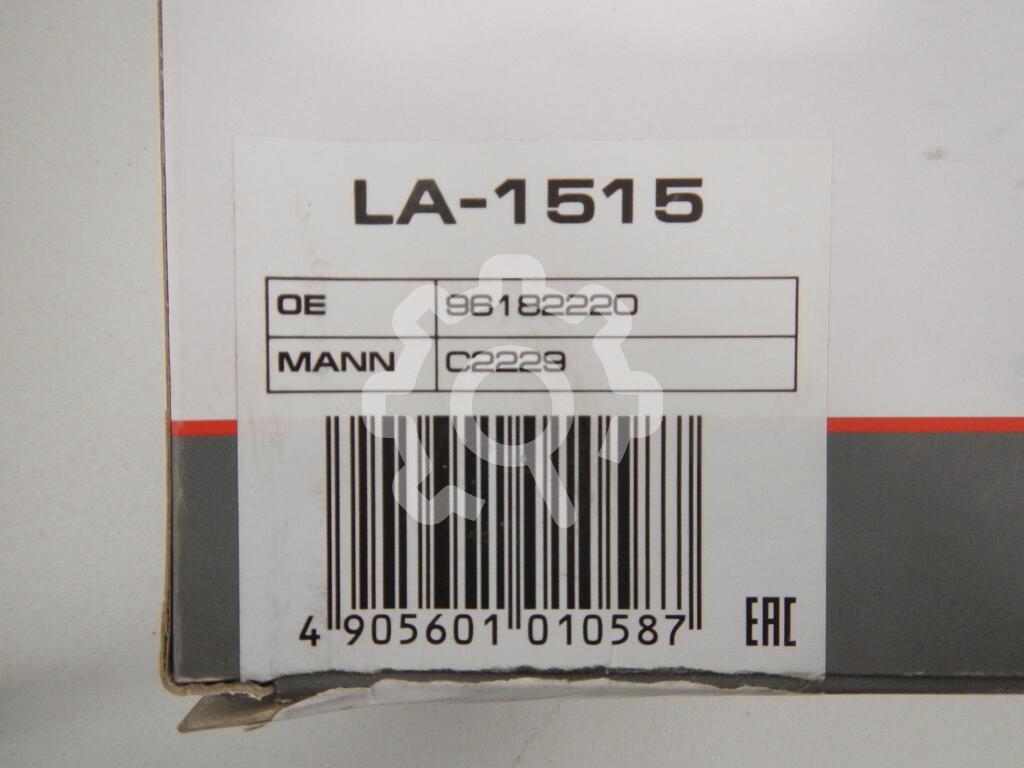 LA-1515
OE 96182220
MANN C2229
4 905601 010587 EAC